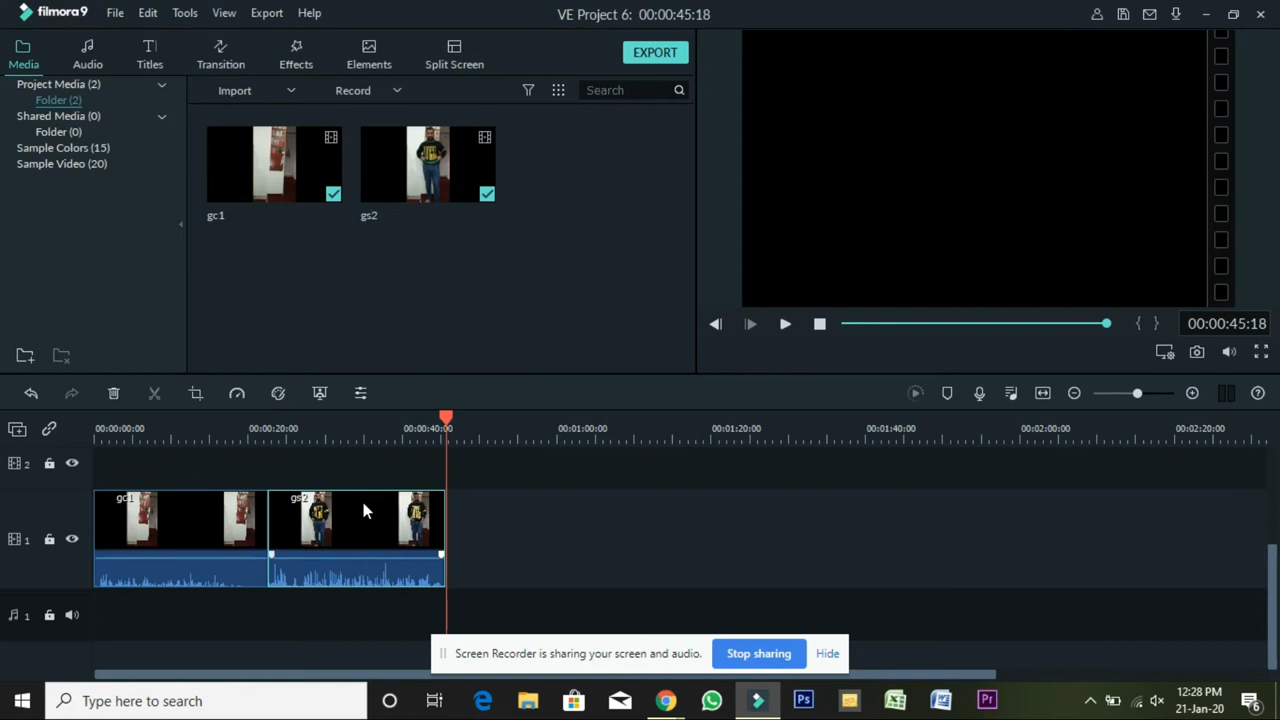 filmora9 File Edit Tools View Export Help VE Project 6: 00:00:45:18
Media Audio Titles Transition Effects Elements Split Screen EXPORT
Project Media (2)
Folder (2)
Shared Media (0)
Folder (0)
Sample Colors (15)
Sample Video (20)
Import Record Search
gc1 gs2
00:00:45:18
00:00:00:00 00:00:20:00 00:00:40:00 00:01:00:00 00:01:20:00 00:01:40:00 00:02:00:00 00:02:20:00
2
gc1 gs2
1
1
Screen Recorder is sharing your screen and audio. Stop sharing Hide
Type here to search
Ps
Pr
12:28 PM
21-Jan-20
6